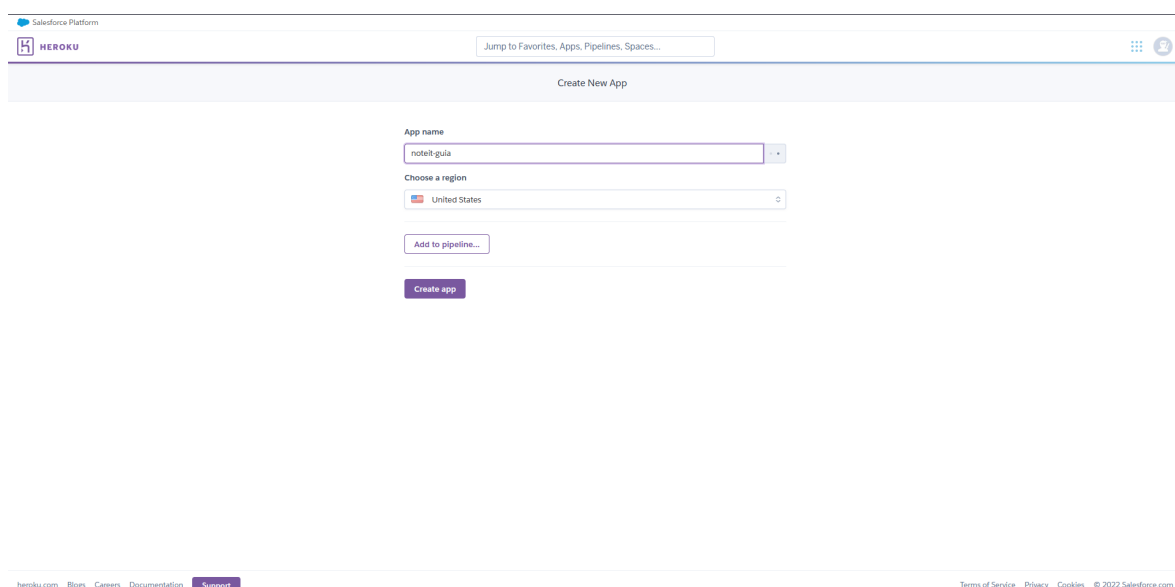 Salesforce Platform
HEROKU
Jump to Favorites, Apps, Pipelines, Spaces...
Create New App
App name
noteit-guia
Choose a region
United States
Add to pipeline...
Create app
heroku.com Blogs Careers Documentation Support
Terms of Service Privacy Cookies © 2022 Salesforce.com